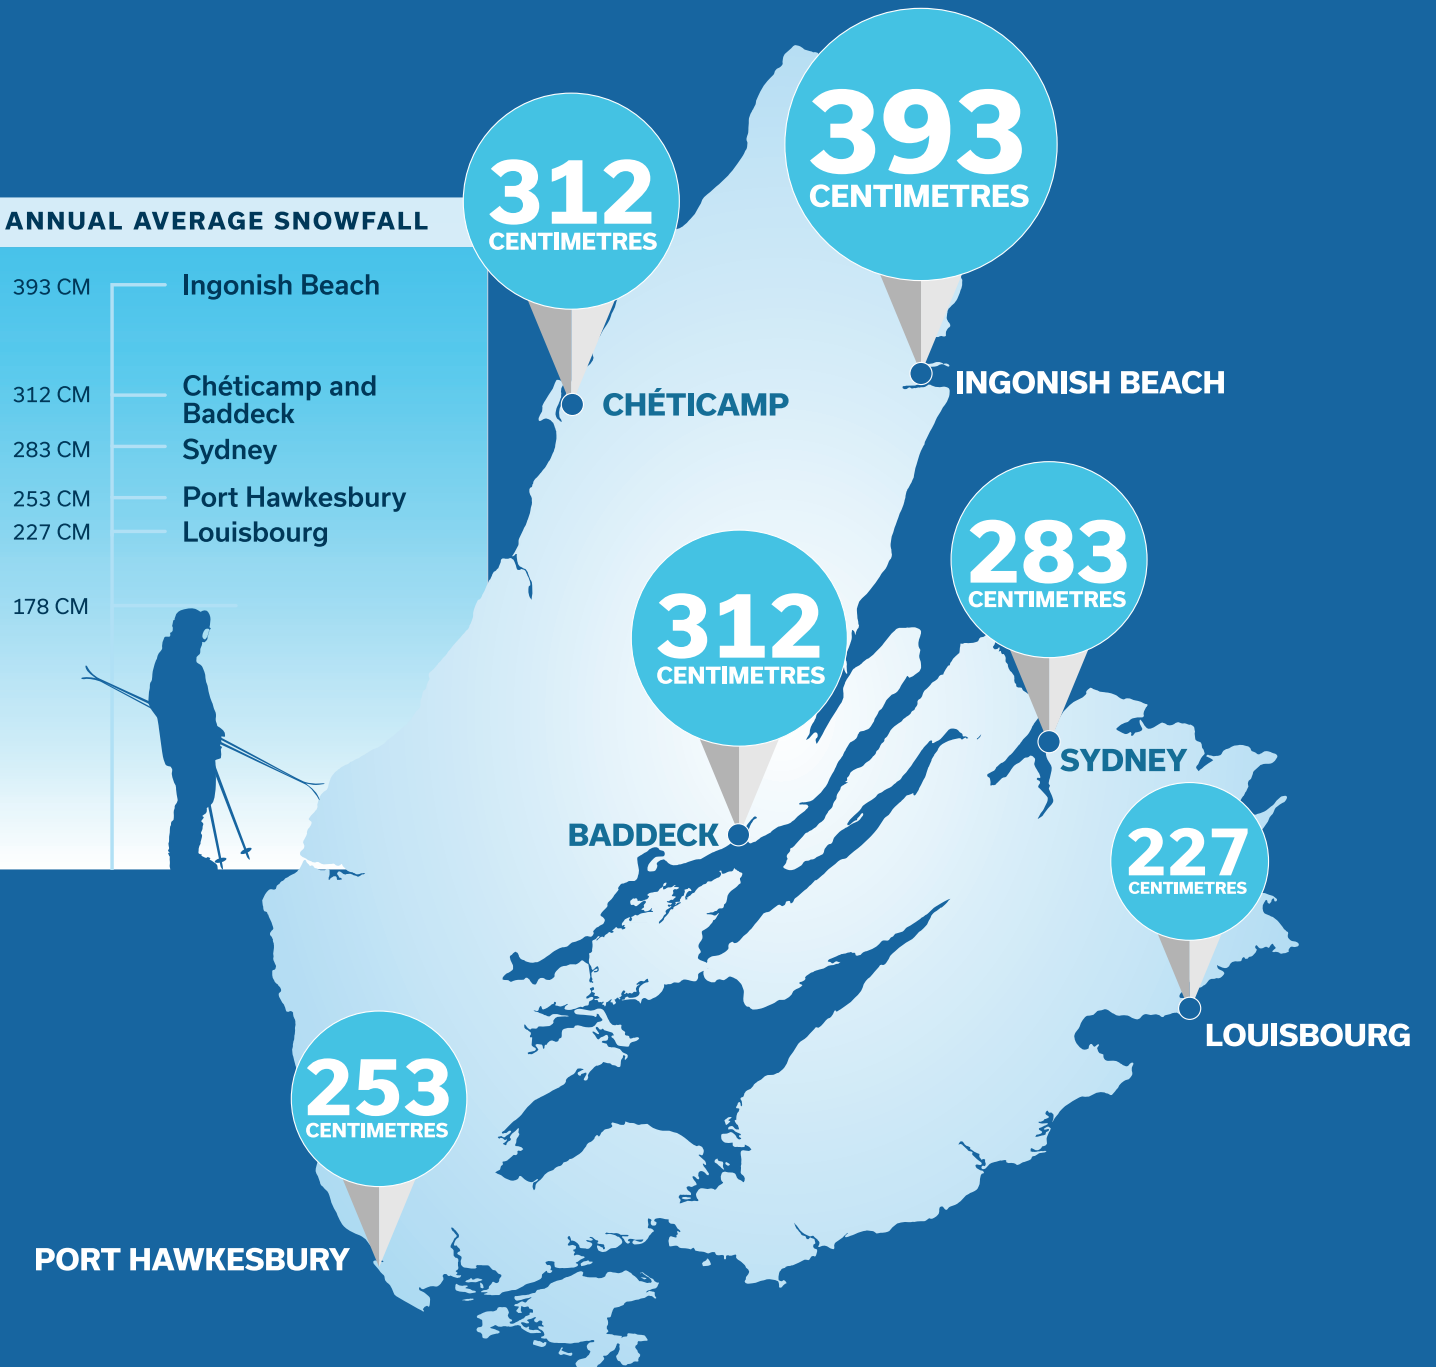 393
CENTIMETRES
312
CENTIMETRES
ANNUAL AVERAGE SNOWFALL
393 CM Ingonish Beach
312 CM Chéticamp and
Baddeck
283 CM Sydney
253 CM Port Hawkesbury
227 CM Louisbourg
178 CM
INGONISH BEACH
CHÉTICAMP
283
CENTIMETRES
312
CENTIMETRES
SYDNEY
BADDECK
227
CENTIMETRES
LOUISBOURG
253
CENTIMETRES
PORT HAWKESBURY